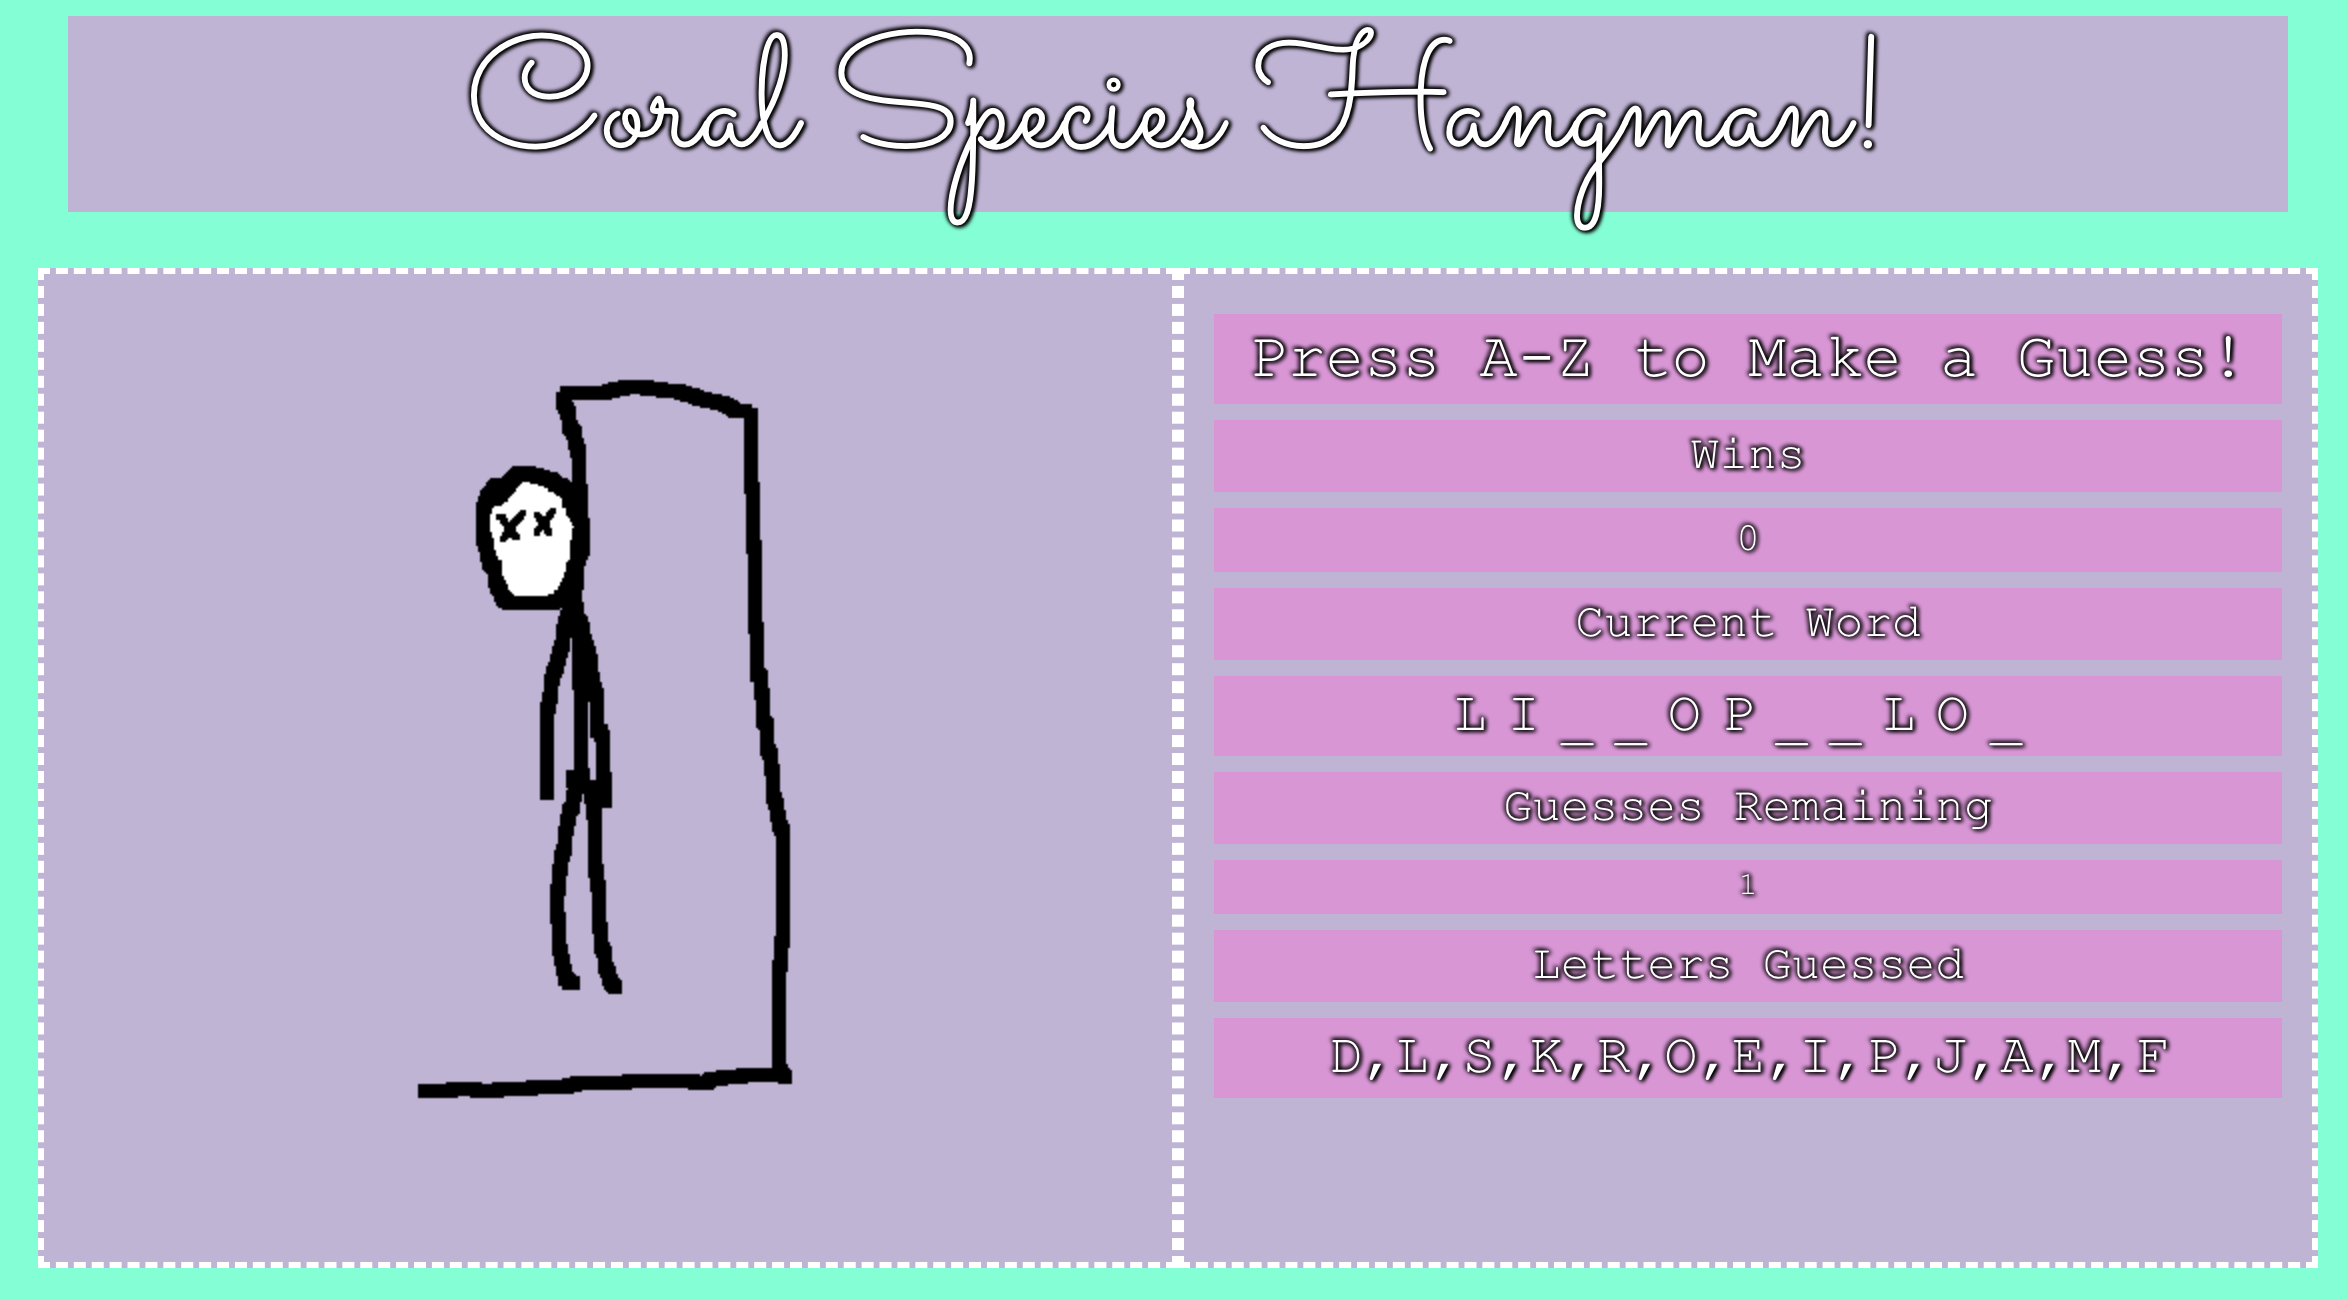 Coral Species Hangman!
Press A-Z to Make a Guess!
Wins
0
Current Word
L I _ _ O P _ _ L O _
Guesses Remaining
1
Letters Guessed
D,L,S,K,R,O,E,I,P,J,A,M,F